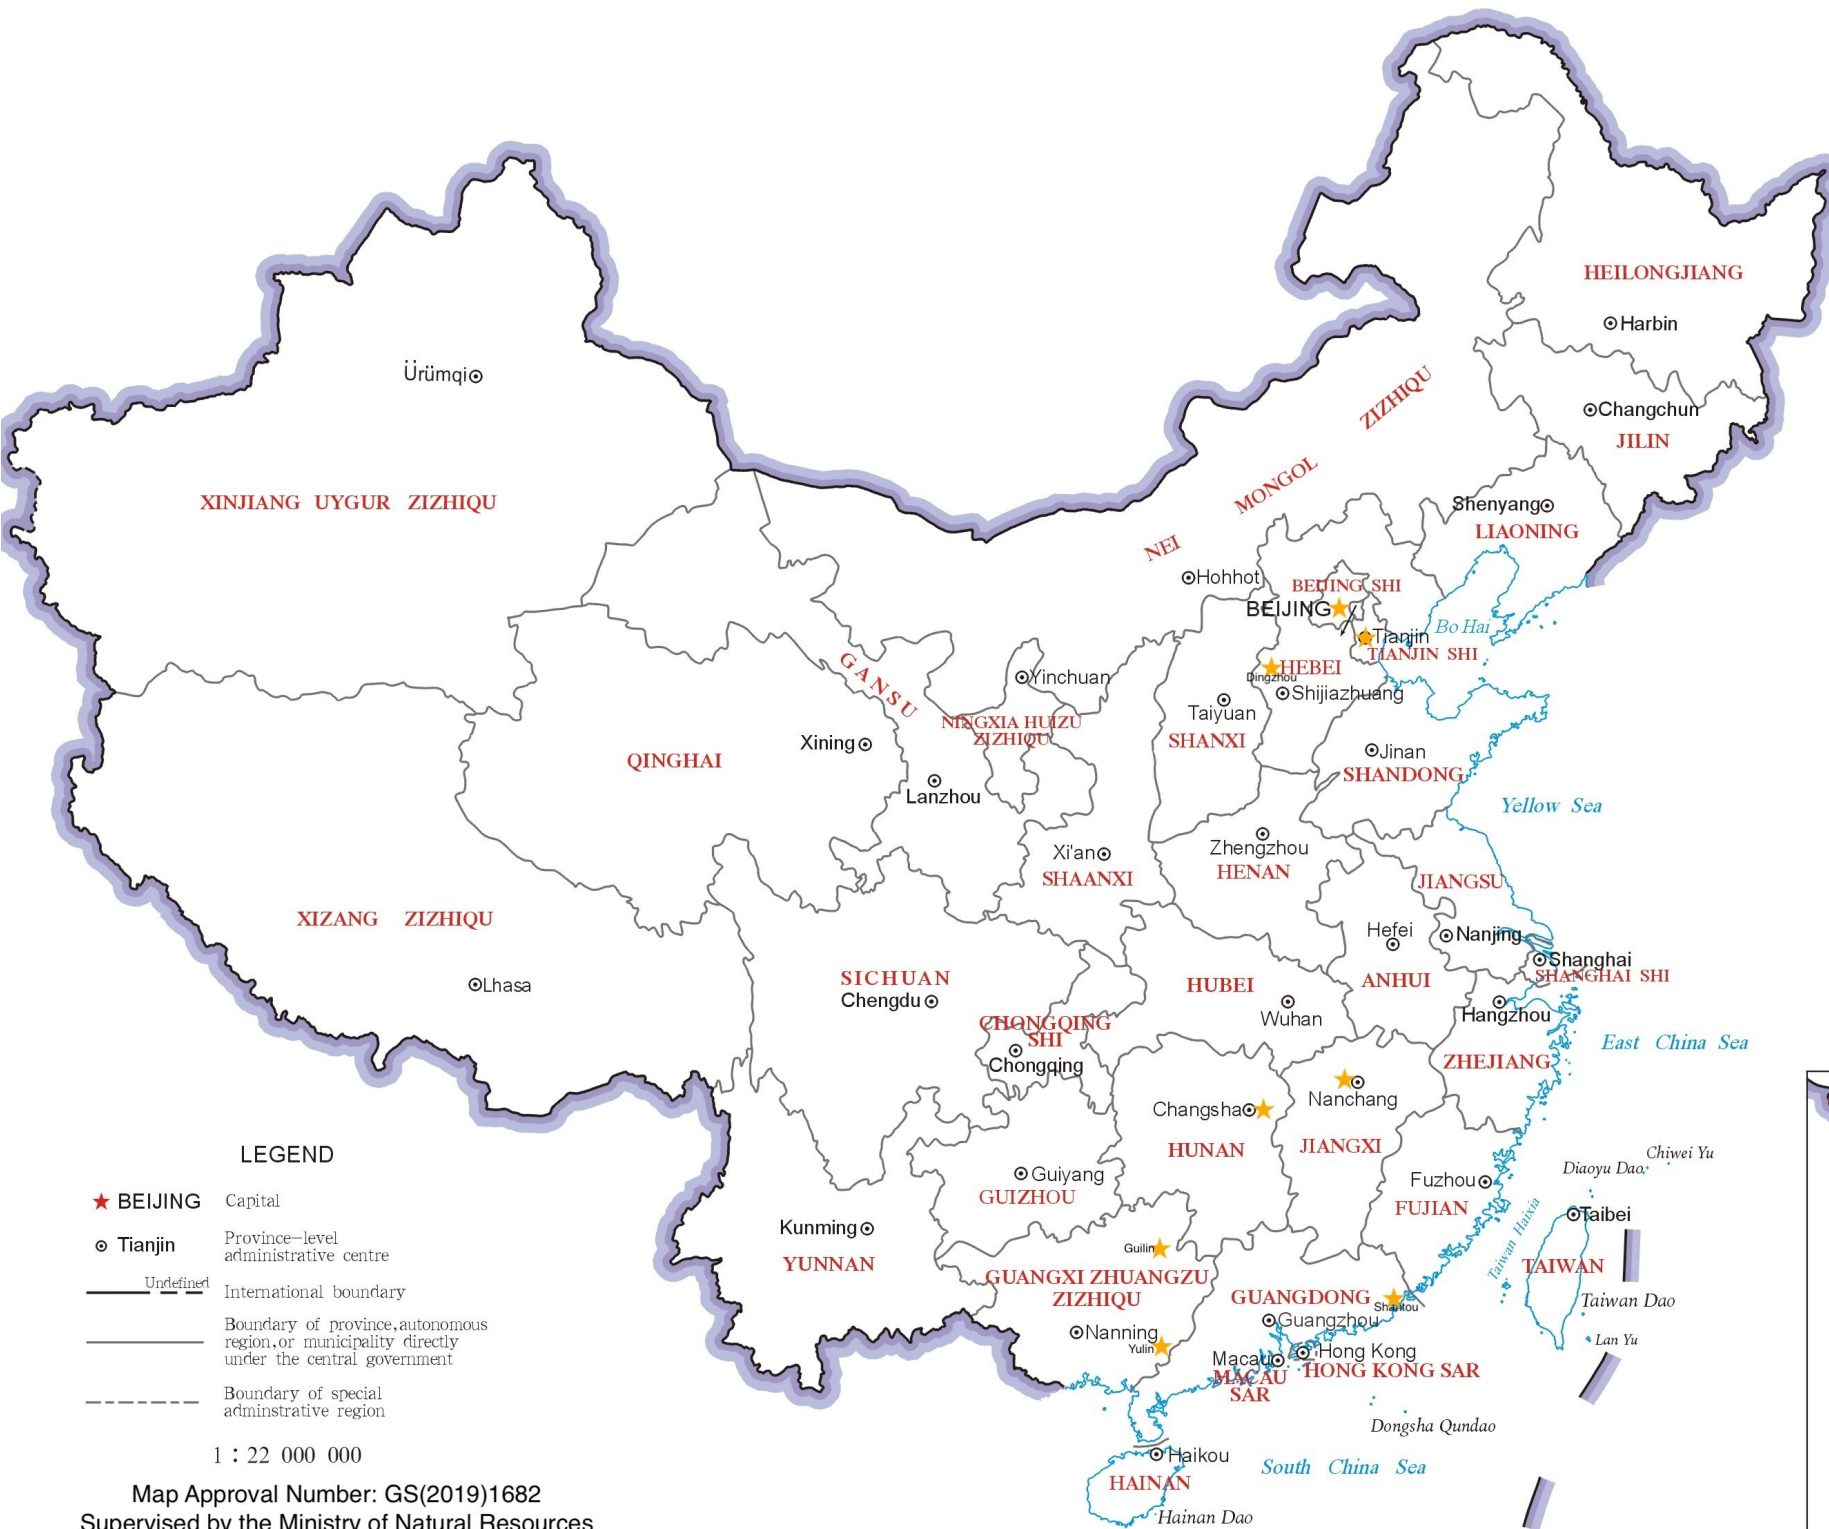 HEILONGJIANG
Harbin
Ürümqi
ZIZHIQU
Changchun
JILIN
MONGOL
XINJIANG UYGUR ZIZHIQU
Shenyang
LIAONING
NEI
Hohhot
BEIJING SHI
BEIJING
Bo Hai
Tianjin
TIANJIN SHI
GANSU
HEBEI
Dingzhou
Yinchuan
Shijiazhuang
Taiyuan
NINGXIA HUIZU
ZIZHIQU
SHANXI
Xining
QINGHAI
Jinan
SHANDONG
Lanzhou
Yellow Sea
Zhengzhou
Xi'an
HENAN
SHAANXI
JIANGSU
XIZANG ZIZHIQU
Hefei
Nanjing
Shanghai
SHANGHAI SHI
SICHUAN
ANHUI
Lhasa
HUBEI
Chengdu
Wuhan
Hangzhou
CHONGQING
SHI
Chongqing
East China Sea
ZHEJIANG
Nanchang
Changsha
HUNAN
JIANGXI
Chiwei Yu
Diaoyu Dao
Guiyang
GUIZHOU
Fuzhou
FUJIAN
Taibei
Kunming
YUNNAN
Taiwan Haixia
Guilin
TAIWAN
GUANGXI ZHUANGZU
ZIZHIQU
GUANGDONG
Shantou
Taiwan Dao
Guangzhou
Nanning
Yulin
Lan Yu
Hong Kong
HONG KONG SAR
Macau
MACAU
SAR
Dongsha Qundao
Haikou
South China Sea
HAINAN
Hainan Dao
LEGEND
BEIJING Capital
Tianjin Province-level
administrative centre
Undefined International boundary
Boundary of province,autonomous
region,or municipality directly
under the central government
Boundary of special
adminstrative region
1 : 22 000 000
Map Approval Number: GS(2019)1682
Supervised by the Ministry of Natural Resources